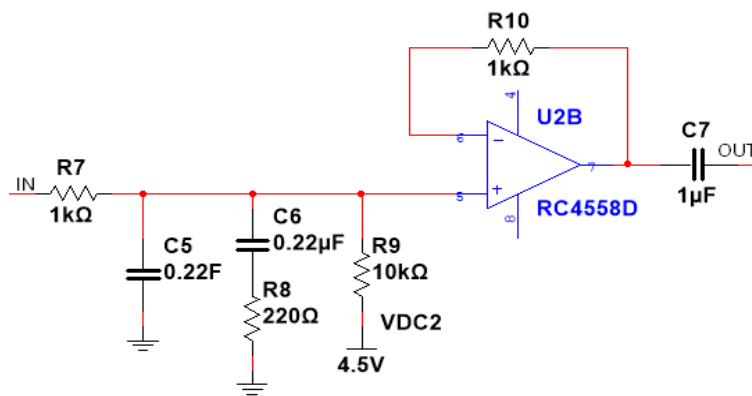 R10
1kΩ
4
U2B
6
7
C7
OUT
1µF
IN
R7
1kΩ
5
8
RC4558D
C5
0.22F
C6
0.22µF
R8
220Ω
R9
10kΩ
VDC2
4.5V